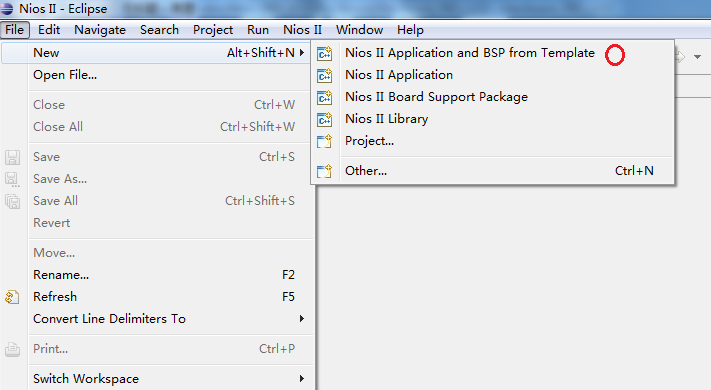 Nios II - Eclipse
File Edit Navigate Search Project Run Nios II Window Help
New Alt+Shift+N
Open File...
Close Ctrl+W
Close All Ctrl+Shift+W
Save Ctrl+S
Save As...
Save All Ctrl+Shift+S
Revert
Move...
Rename... F2
Refresh F5
Convert Line Delimiters To
Print... Ctrl+P
Switch Workspace
Nios II Application and BSP from Template
Nios II Application
Nios II Board Support Package
Nios II Library
Project...
Other... Ctrl+N